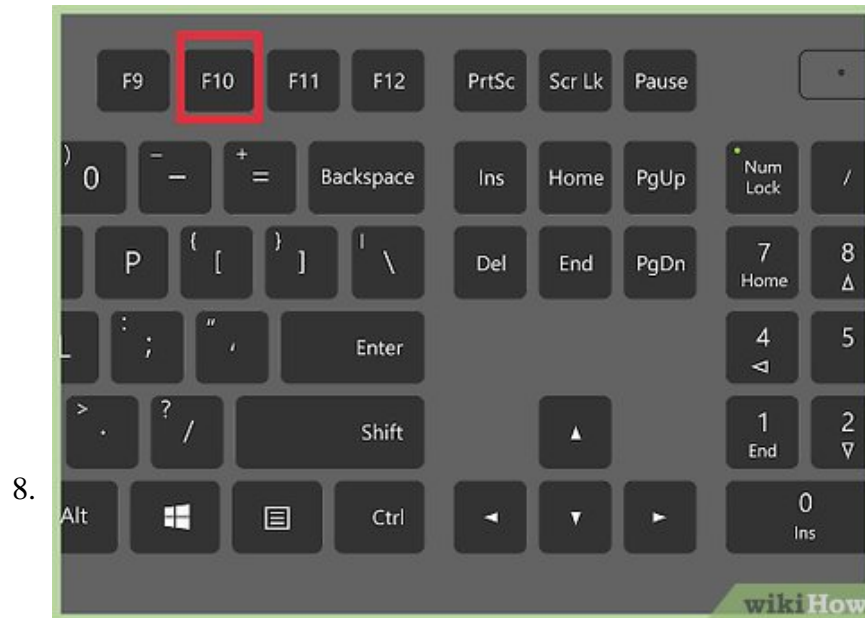 F9 F10 F11 F12 PrtSc Scr Lk Pause
) 0 _ - + = Backspace Ins Home PgUp Num Lock /
P { [ } ] | \ Del End PgDn 7 Home 8
L : ; " ' Enter 4 5
> . ? / Shift 1 End 2
8.
Alt Ctrl 0 Ins
wikiHow